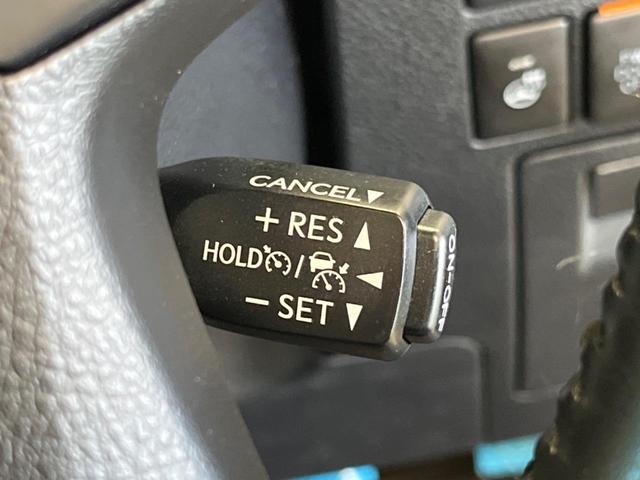 CANCEL▼
+ RES ▲
HOLD / ◀
− SET ▼
ON-OFF